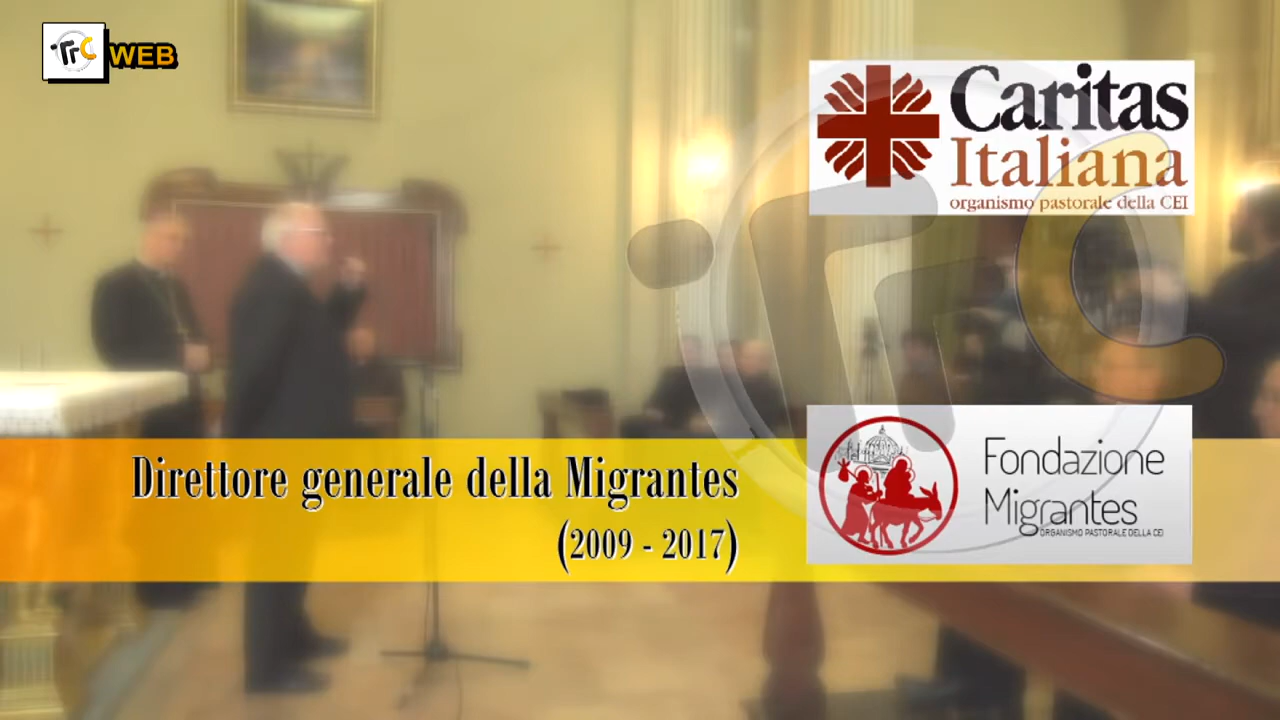 iTFC WEB
Caritas
Italiana
organismo pastorale della CEI
Direttore generale della Migrantes
(2009 - 2017)
Fondazione
Migrantes
ORGANISMO PASTORALE DELLA CEI